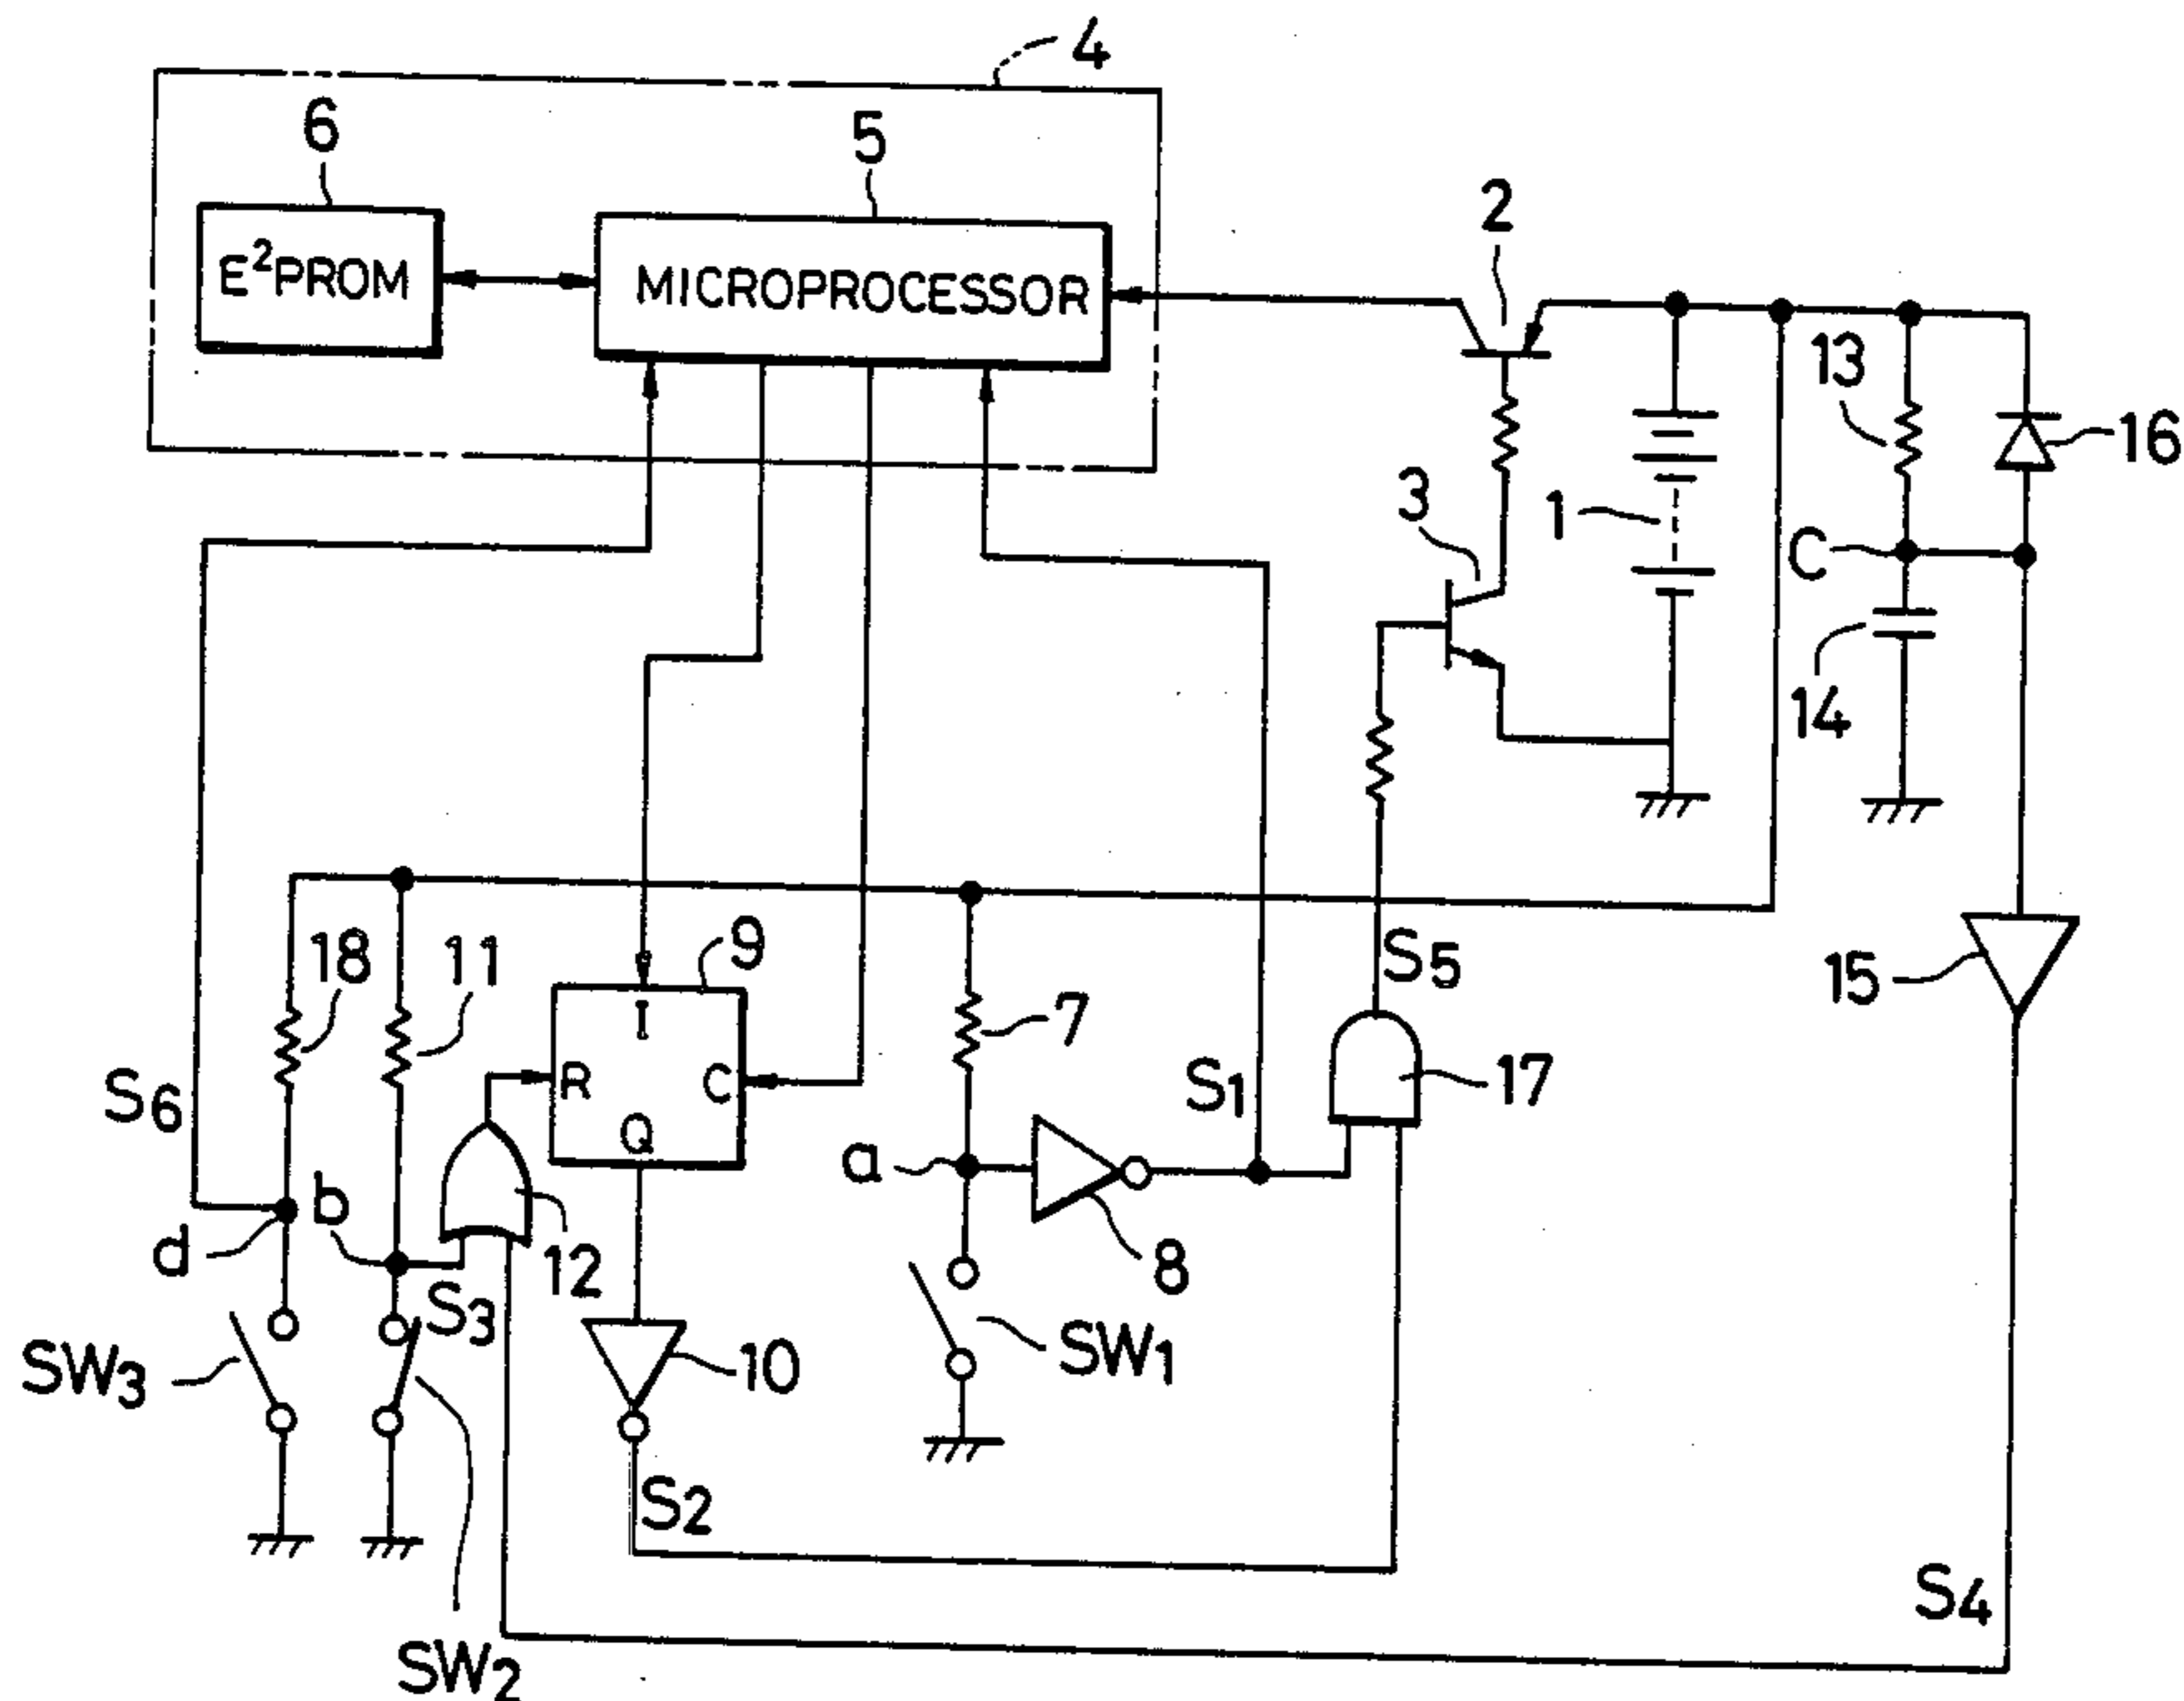 4
6
5
2
E²PROM
MICROPROCESSOR
13
16
3
1
C
14
18
11
9
I
7
S5
15
S6
R
C
S1
17
Q
a
b
d
12
8
S3
SW3
10
SW1
S2
S4
SW2